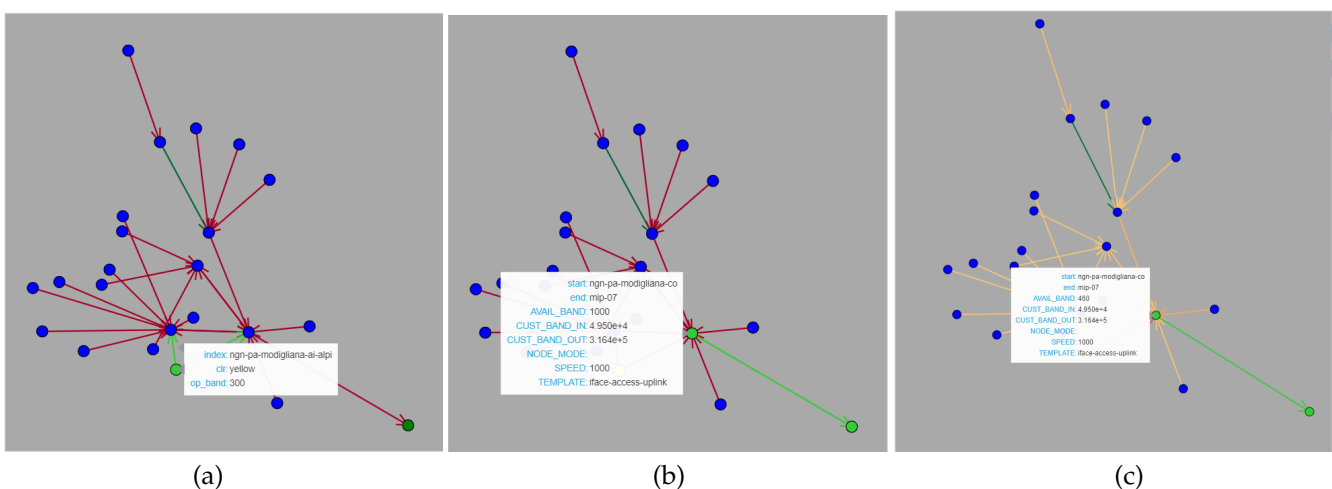 index: ngn-pa-modigliana-ai-alpi
clr: yellow
op_band: 300
(a)
start: ngn-pa-modigliana-co
end: mip-07
AVAIL_BAND: 1000
CUST_BAND_IN: 4.950e+4
CUST_BAND_OUT: 3.164e+5
NODE_MODE:
SPEED: 1000
TEMPLATE: iface-access-uplink
(b)
start: ngn-pa-modigliana-co
end: mip-07
AVAIL_BAND: 460
CUST_BAND_IN: 4.950e+4
CUST_BAND_OUT: 3.164e+5
NODE_MODE:
SPEED: 1000
TEMPLATE: iface-access-uplink
(c)